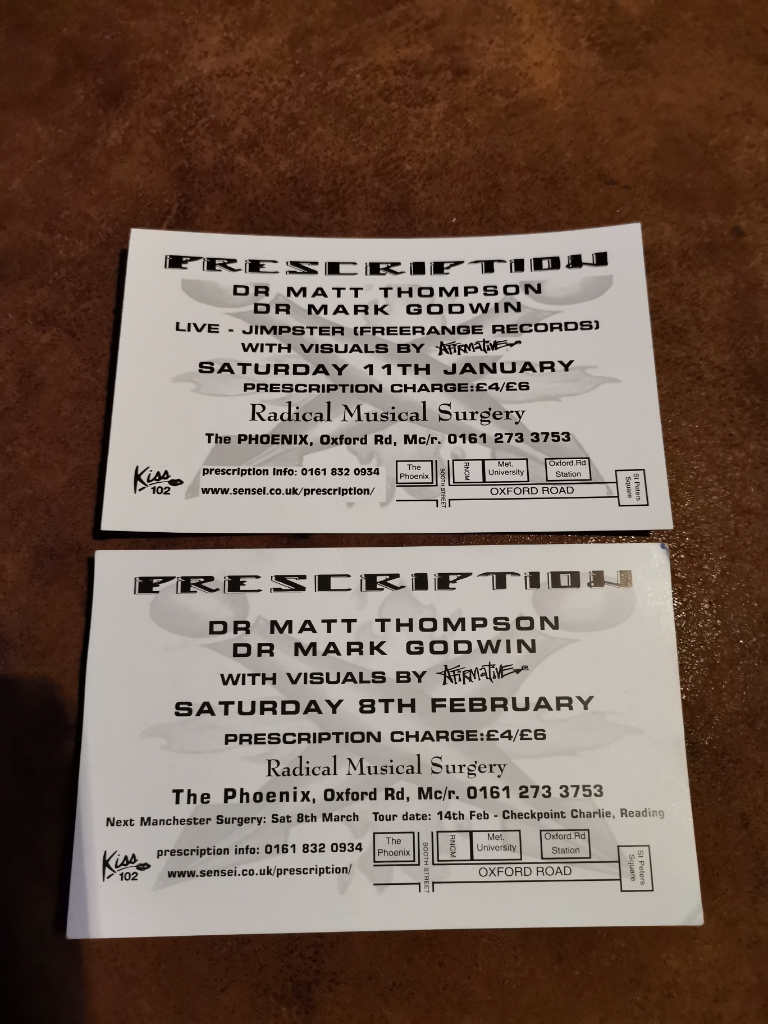 PRESCRIPTION
DR MATT THOMPSON
DR MARK GODWIN
LIVE - JIMPSTER (FREERANGE RECORDS)
WITH VISUALS BY AFIRMATIVE
SATURDAY 11TH JANUARY
PRESCRIPTION CHARGE:£4/£6
Radical Musical Surgery
The PHOENIX, Oxford Rd, Mc/r. 0161 273 3753
Kiss 102
prescription info: 0161 832 0934
www.sensei.co.uk/prescription/
The Phoenix
BOOTH STREET
RNCM
Met. University
Oxford.Rd Station
OXFORD ROAD
St Peters Square
PRESCRIPTION
DR MATT THOMPSON
DR MARK GODWIN
WITH VISUALS BY AFIRMATIVE
SATURDAY 8TH FEBRUARY
PRESCRIPTION CHARGE:£4/£6
Radical Musical Surgery
The Phoenix, Oxford Rd, Mc/r. 0161 273 3753
Next Manchester Surgery: Sat 8th March Tour date: 14th Feb - Checkpoint Charlie, Reading
Kiss 102
prescription info: 0161 832 0934
www.sensei.co.uk/prescription/
The Phoenix
BOOTH STREET
RNCM
Met. University
Oxford.Rd Station
OXFORD ROAD
St Peters Square